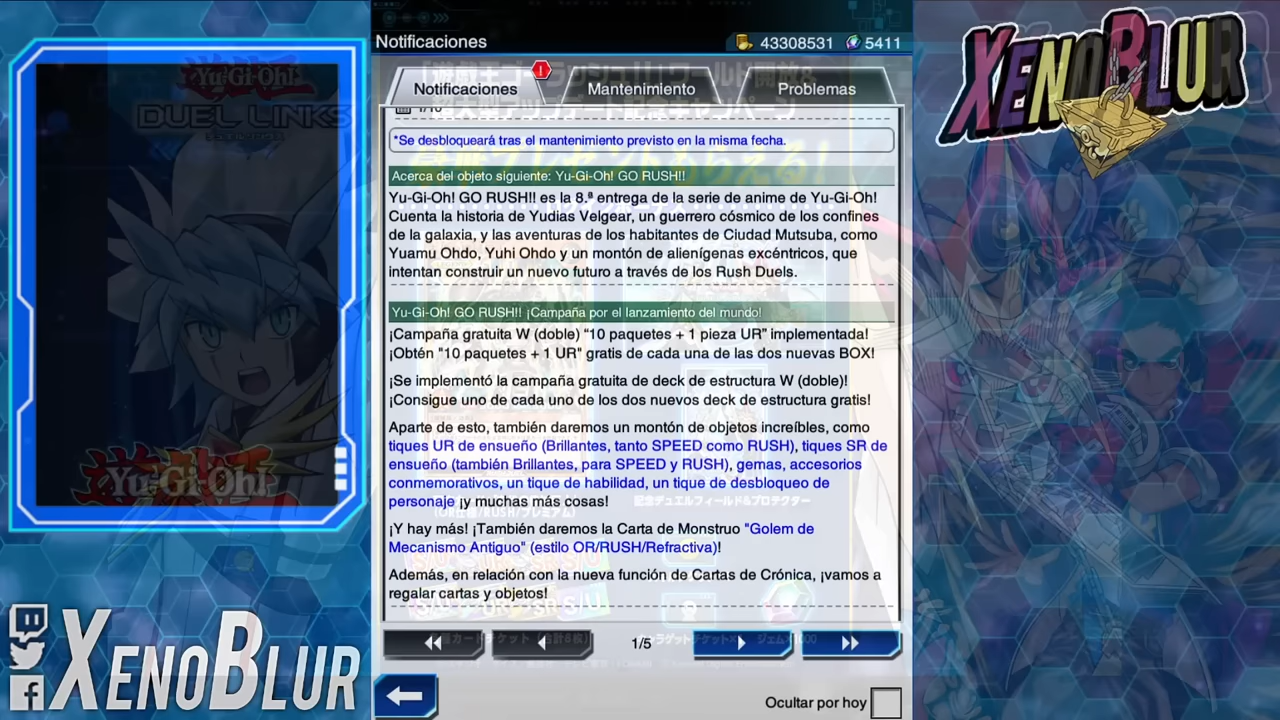 Notificaciones
43308531
5411
XENOBLUR
Yu-Gi-Oh!
DUEL LINKS
Notificaciones
Mantenimiento
Problemas
1/10
*Se desbloqueará tras el mantenimiento previsto en la misma fecha.
Acerca del objeto siguiente: Yu-Gi-Oh! GO RUSH!!
Yu-Gi-Oh! GO RUSH!! es la 8.ª entrega de la serie de anime de Yu-Gi-Oh!
Cuenta la historia de Yudias Velgear, un guerrero cósmico de los confines
de la galaxia, y las aventuras de los habitantes de Ciudad Mutsuba, como
Yuamu Ohdo, Yuhi Ohdo y un montón de alienígenas excéntricos, que
intentan construir un nuevo futuro a través de los Rush Duels.
Yu-Gi-Oh! GO RUSH!! ¡Campaña por el lanzamiento del mundo!
¡Campaña gratuita W (doble) "10 paquetes + 1 pieza UR" implementada!
¡Obtén "10 paquetes + 1 UR" gratis de cada una de las dos nuevas BOX!
¡Se implementó la campaña gratuita de deck de estructura W (doble)!
¡Consigue uno de cada uno de los dos nuevos deck de estructura gratis!
Aparte de esto, también daremos un montón de objetos increíbles, como
tiques UR de ensueño (Brillantes, tanto SPEED como RUSH), tiques SR de
ensueño (también Brillantes, para SPEED y RUSH), gemas, accesorios
conmemorativos, un tique de habilidad, un tique de desbloqueo de
personaje ¡y muchas más cosas!
¡Y hay más! ¡También daremos la Carta de Monstruo "Golem de
Mecanismo Antiguo" (estilo OR/RUSH/Refractiva)!
Además, en relación con la nueva función de Cartas de Crónica, ¡vamos a
regalar cartas y objetos!
Yu-Gi-Oh!
1/5
Ocultar por hoy
XENOBLUR